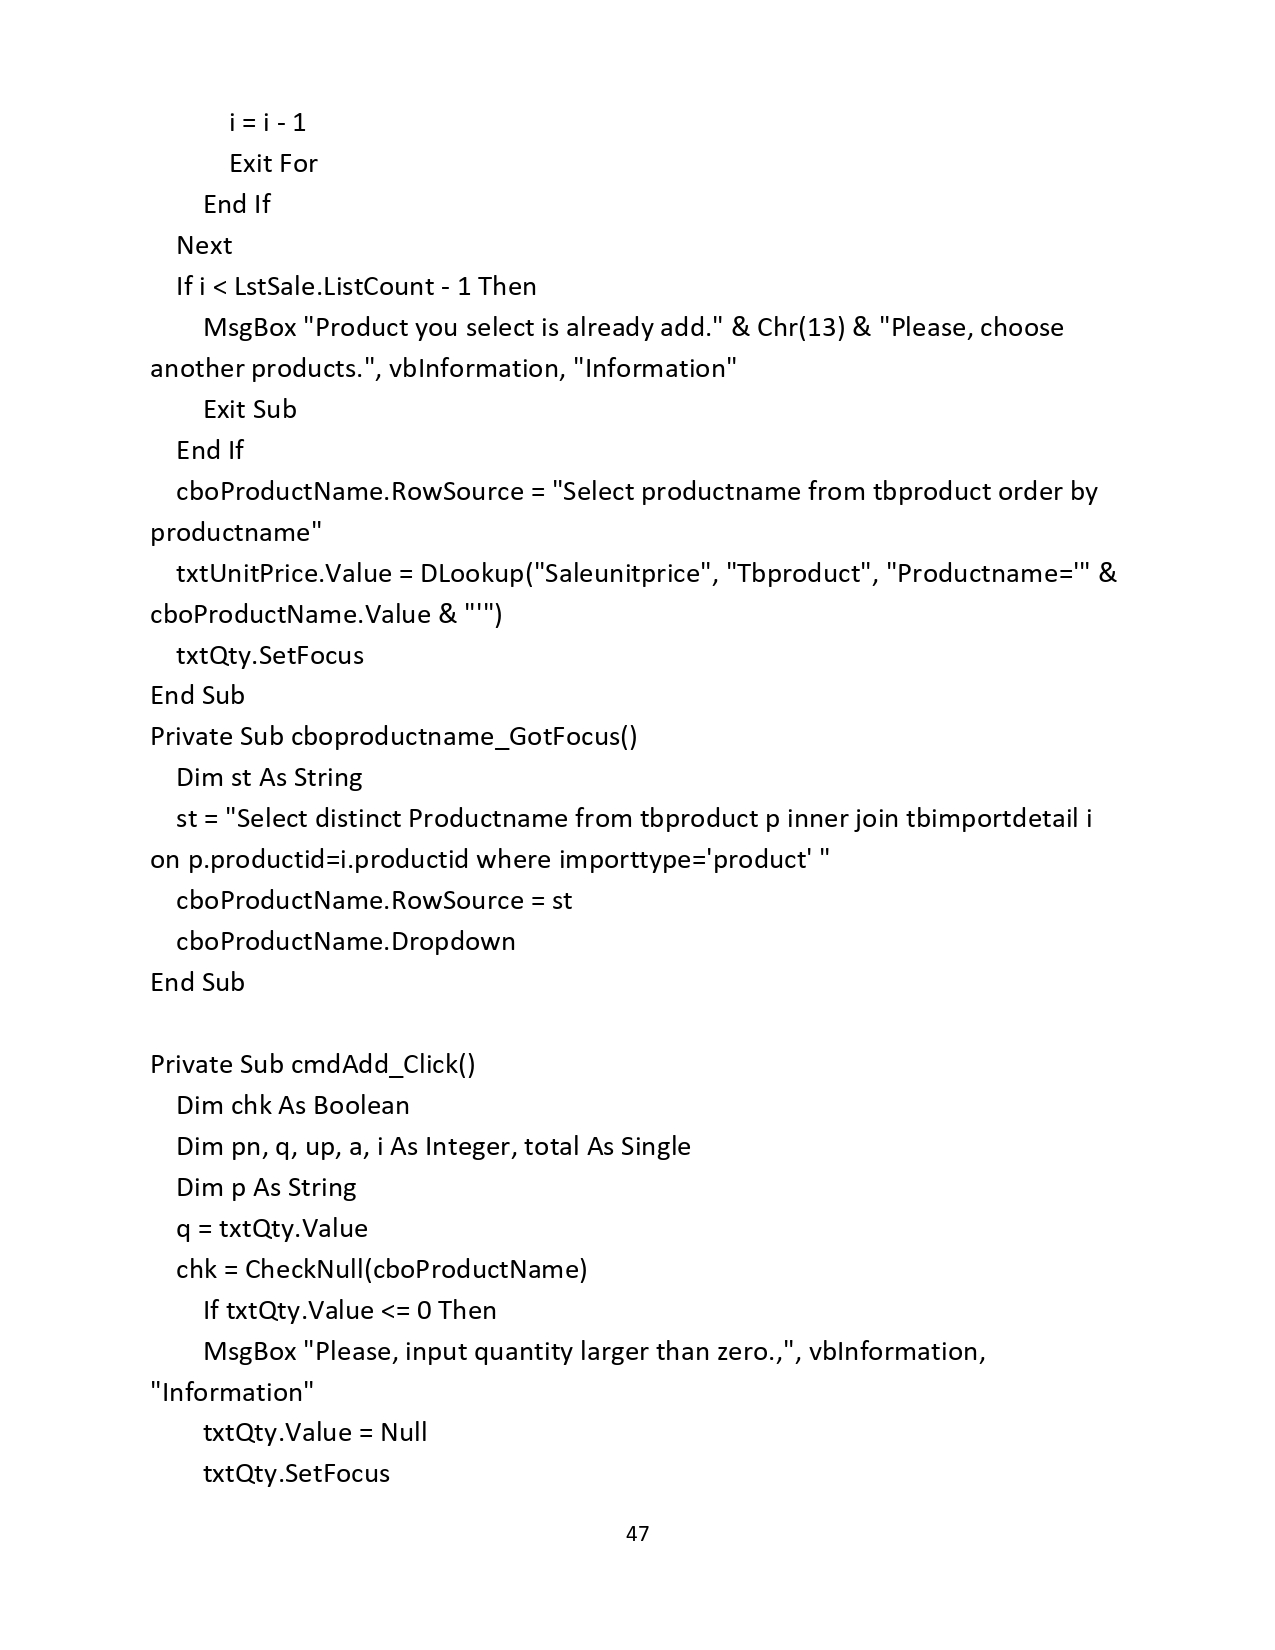 i = i - 1
Exit For
End If
Next
If i < LstSale.ListCount - 1 Then
MsgBox "Product you select is already add." & Chr(13) & "Please, choose
another products.", vbInformation, "Information"
Exit Sub
End If
cboProductName.RowSource = "Select productname from tbproduct order by
productname"
txtUnitPrice.Value = DLookup("Saleunitprice", "Tbproduct", "Productname='" &
cboProductName.Value & "'")
txtQty.SetFocus
End Sub
Private Sub cboproductname_GotFocus()
Dim st As String
st = "Select distinct Productname from tbproduct p inner join tbimportdetail i
on p.productid=i.productid where importtype='product' "
cboProductName.RowSource = st
cboProductName.Dropdown
End Sub
Private Sub cmdAdd_Click()
Dim chk As Boolean
Dim pn, q, up, a, i As Integer, total As Single
Dim p As String
q = txtQty.Value
chk = CheckNull(cboProductName)
If txtQty.Value <= 0 Then
MsgBox "Please, input quantity larger than zero.,", vbInformation,
"Information"
txtQty.Value = Null
txtQty.SetFocus
47